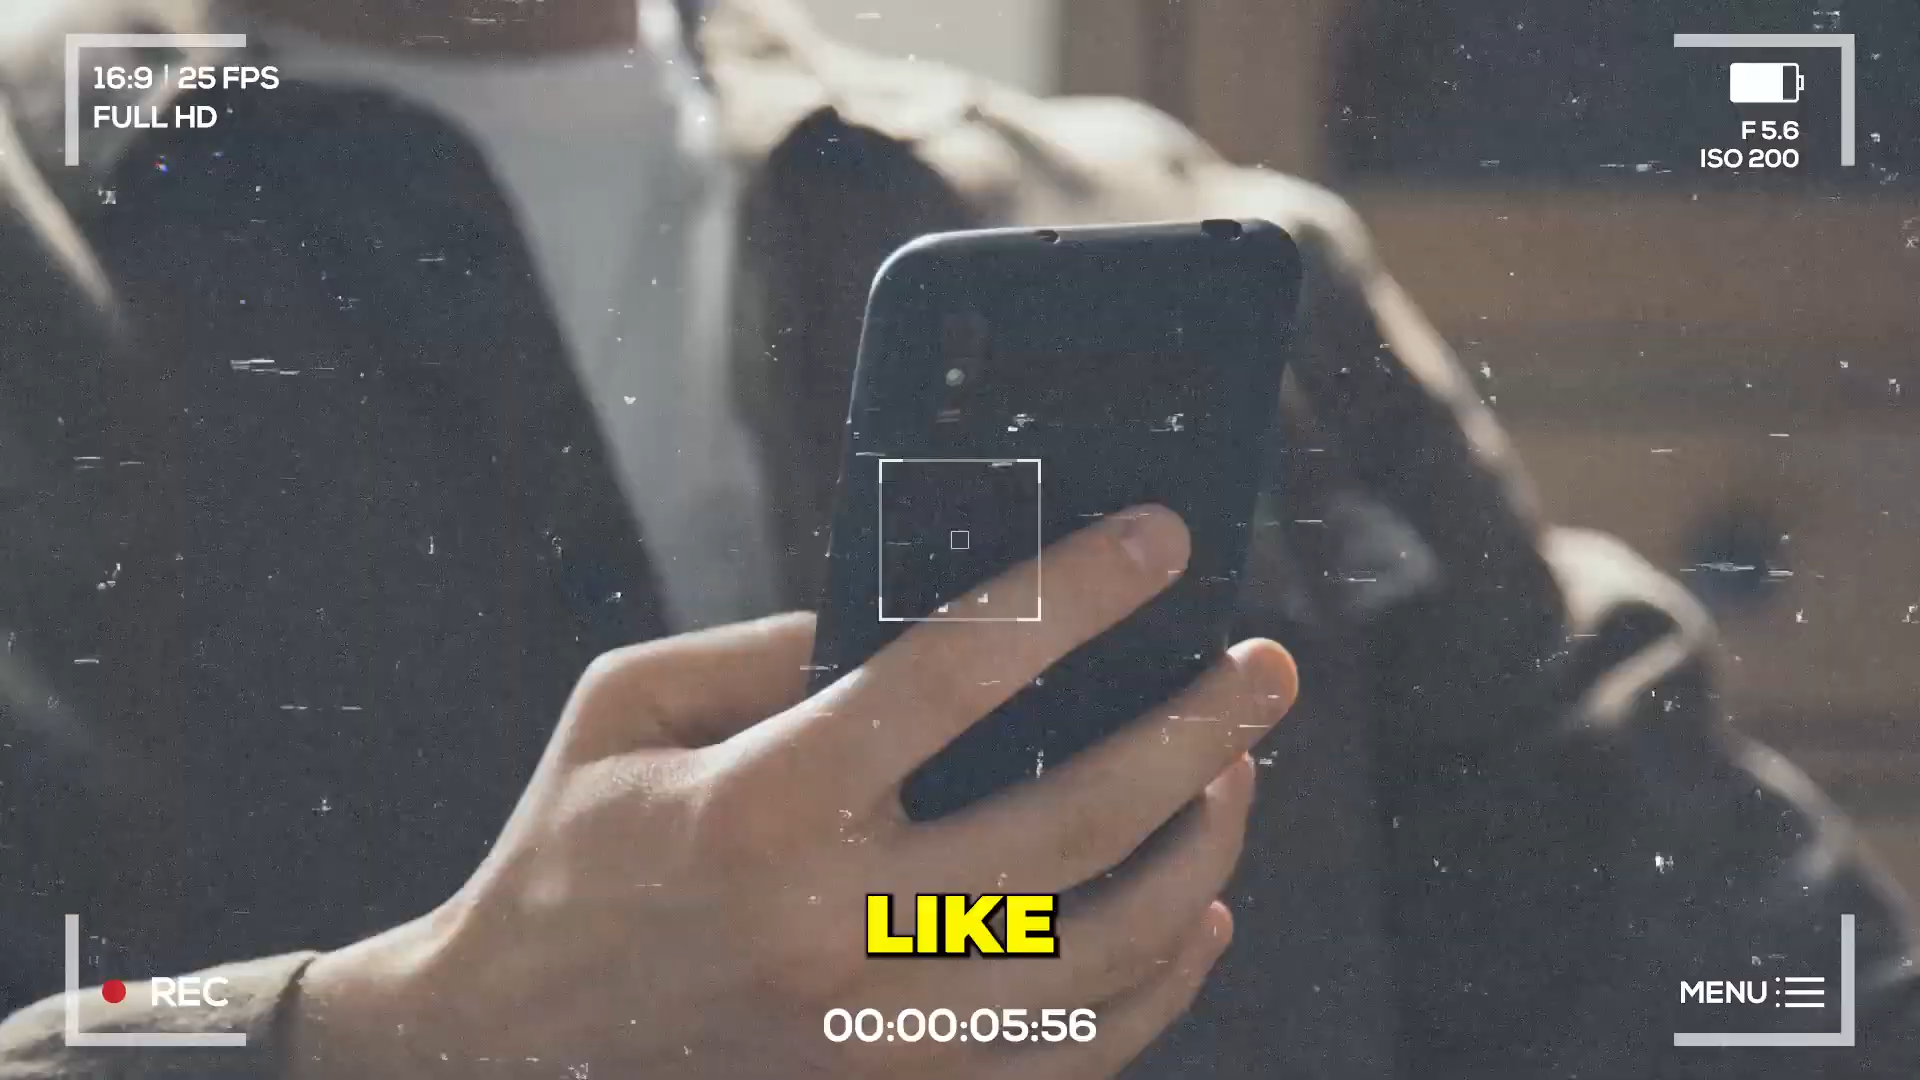 16:9 | 25 FPS
FULL HD
F 5.6
ISO 200
LIKE
REC
MENU
00:00:05:56